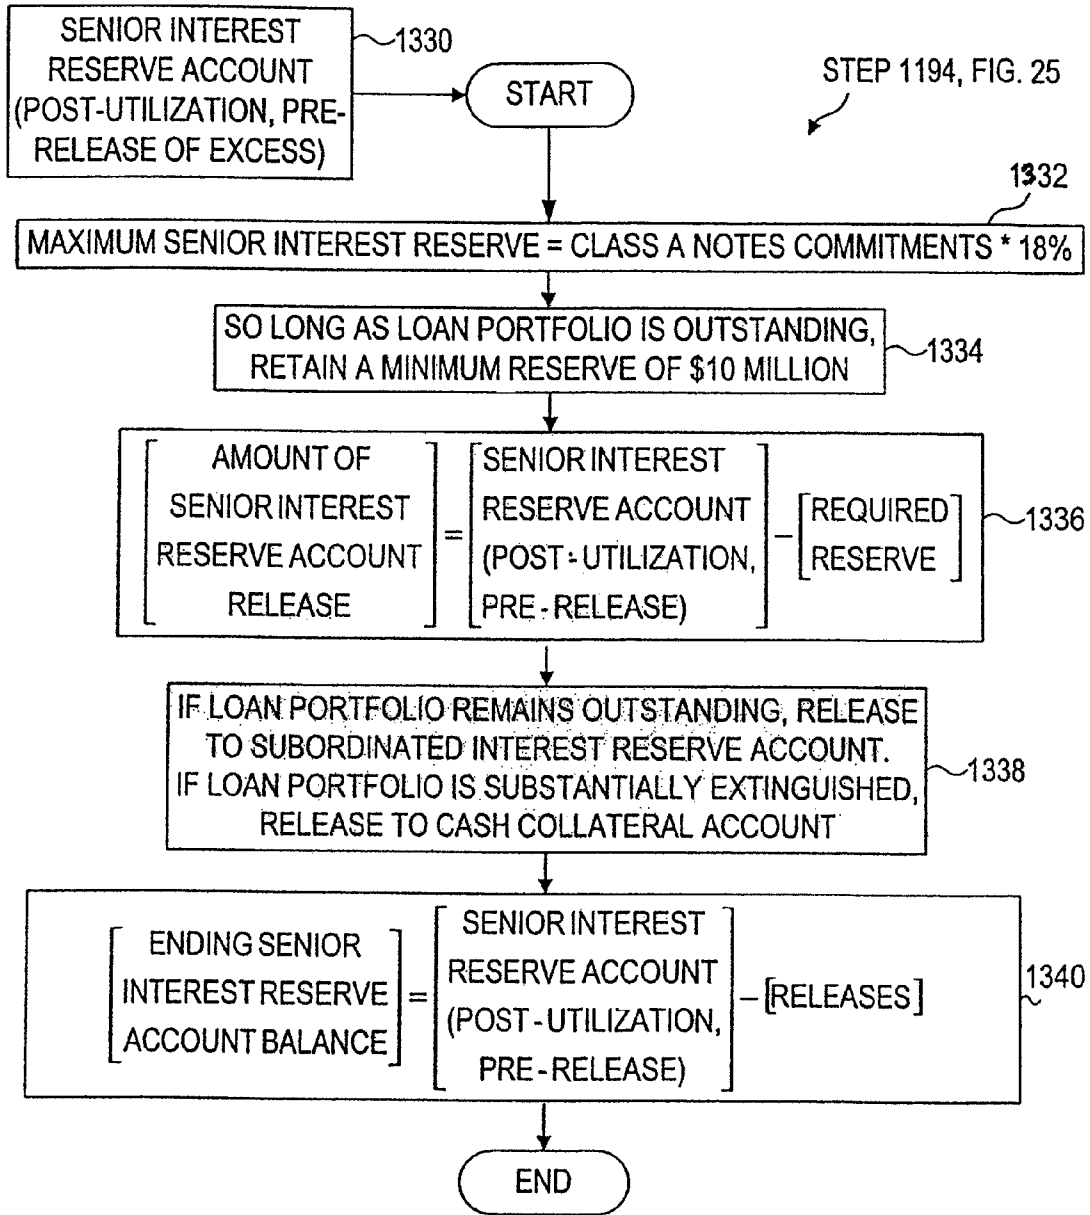 SENIOR INTEREST
RESERVE ACCOUNT
(POST-UTILIZATION, PRE-
RELEASE OF EXCESS)
1330
START
STEP 1194, FIG. 25
1332
MAXIMUM SENIOR INTEREST RESERVE = CLASS A NOTES COMMITMENTS * 18%
SO LONG AS LOAN PORTFOLIO IS OUTSTANDING,
RETAIN A MINIMUM RESERVE OF $10 MILLION
1334
AMOUNT OF
SENIOR INTEREST
RESERVE ACCOUNT
RELEASE
=
SENIOR INTEREST
RESERVE ACCOUNT
(POST-UTILIZATION,
PRE-RELEASE)
-
REQUIRED
RESERVE
1336
IF LOAN PORTFOLIO REMAINS OUTSTANDING, RELEASE
TO SUBORDINATED INTEREST RESERVE ACCOUNT.
IF LOAN PORTFOLIO IS SUBSTANTIALLY EXTINGUISHED,
RELEASE TO CASH COLLATERAL ACCOUNT
1338
ENDING SENIOR
INTEREST RESERVE
ACCOUNT BALANCE
=
SENIOR INTEREST
RESERVE ACCOUNT
(POST-UTILIZATION,
PRE-RELEASE)
- [RELEASES]
1340
END